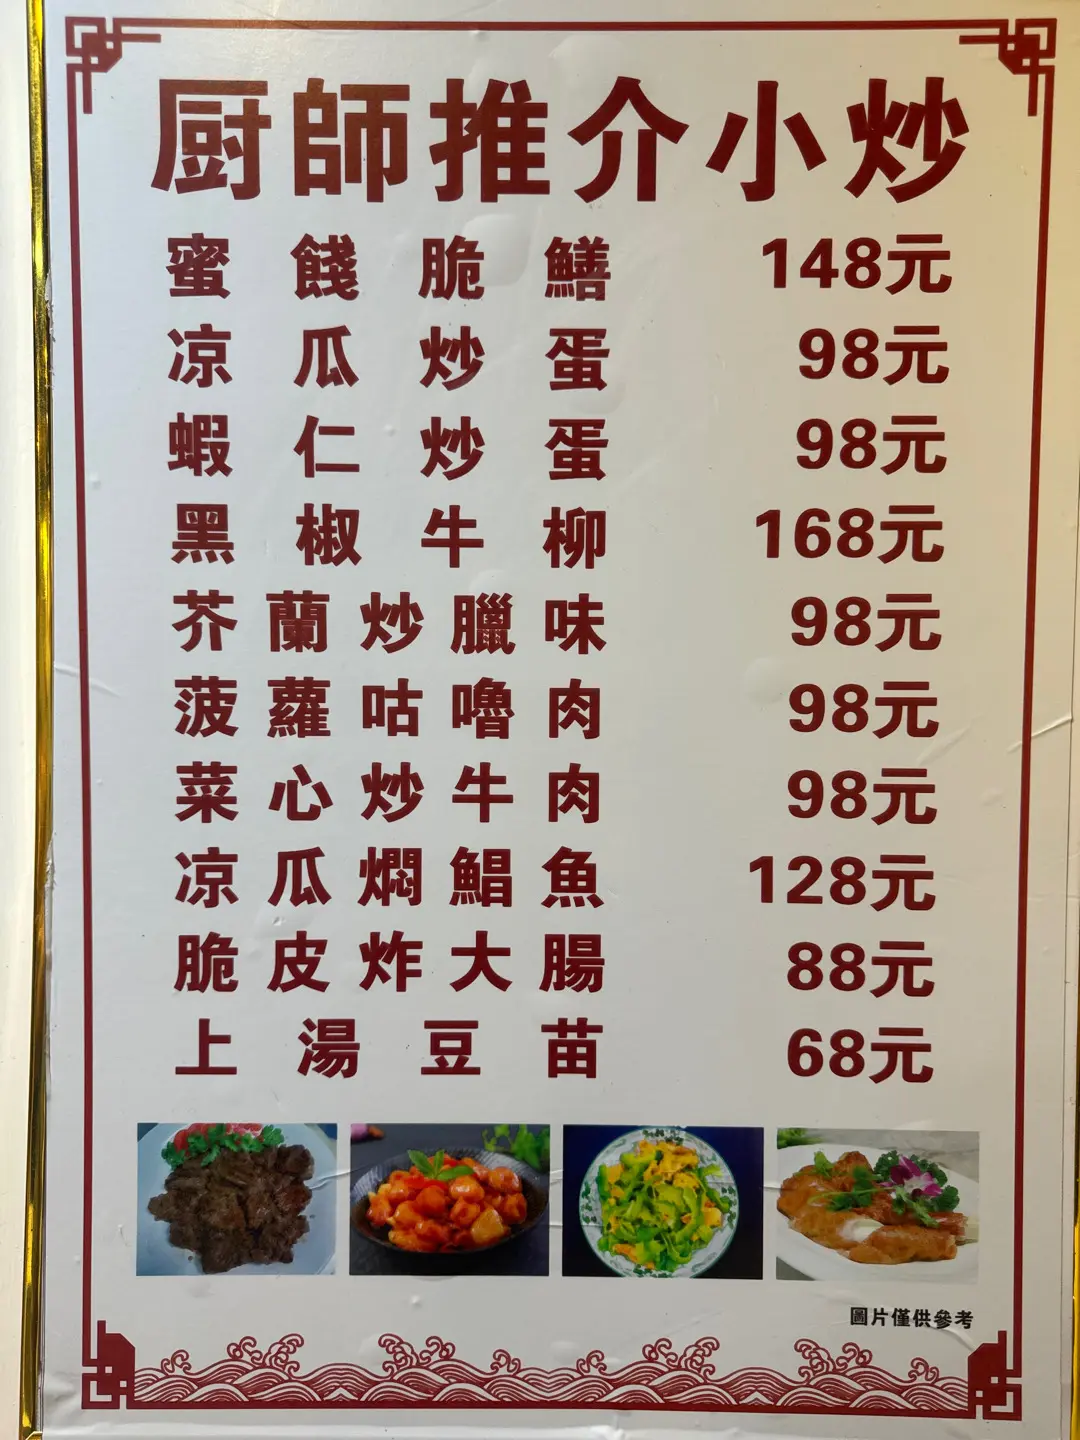 厨師推介小炒
蜜餞脆鱔 148元
凉瓜炒蛋 98元
蝦仁炒蛋 98元
黑椒牛柳 168元
芥蘭炒臘味 98元
菠蘿咕嚕肉 98元
菜心炒牛肉 98元
凉瓜燜鯧魚 128元
脆皮炸大腸 88元
上湯豆苗 68元
圖片僅供參考